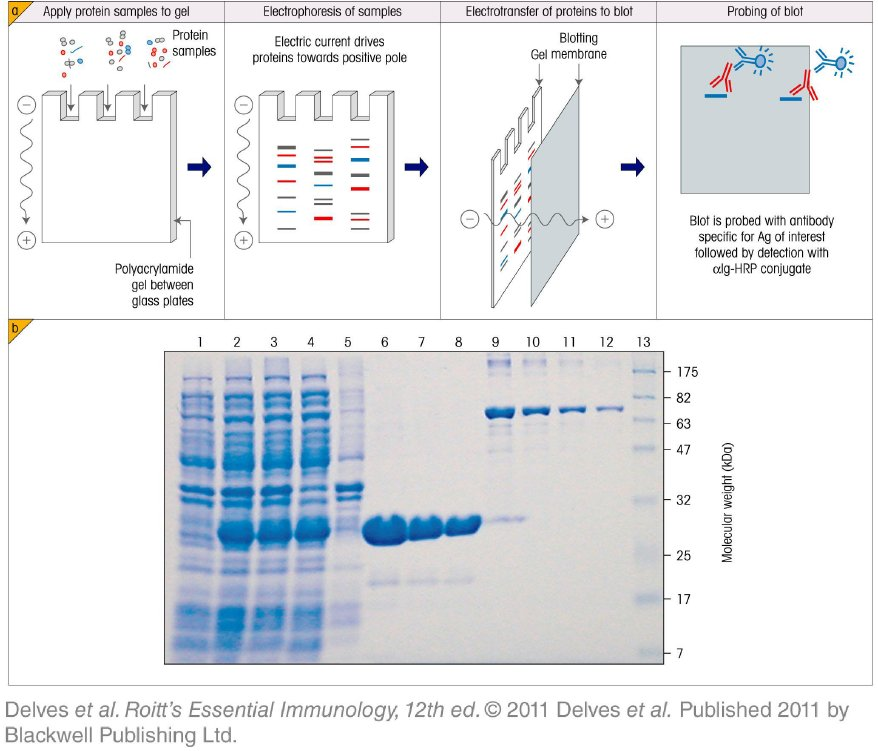 a
Apply protein samples to gel
Electrophoresis of samples
Electrotransfer of proteins to blot
Probing of blot
Protein
samples
Polyacrylamide
gel between
glass plates
Electric current drives
proteins towards positive pole
Blotting
Gel membrane
Blot is probed with antibody
specific for Ag of interest
followed by detection with
αIg-HRP conjugate
− + − + − +
b
1 2 3 4 5 6 7 8 9 10 11 12 13
175
82
63
47
32
25
17
7
Molecular weight (kDa)
Delves et al. Roitt's Essential Immunology, 12th ed. © 2011 Delves et al. Published 2011 by
Blackwell Publishing Ltd.